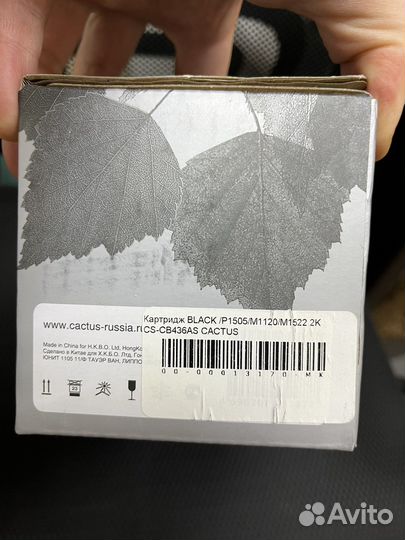 Картридж BLACK /P1505/M1120/M1522 2K
www.cactus-russia.ru CS-CB436AS CACTUS
Made in China for H.K.B.O. Ltd, HongKo
Сделано в Китае для Х.К.Б.О. Лтд, Гон
ЮНИТ 1105 11/Ф ТАУЭР ВАН, ЛИППО
00-00013170-МК
Avito